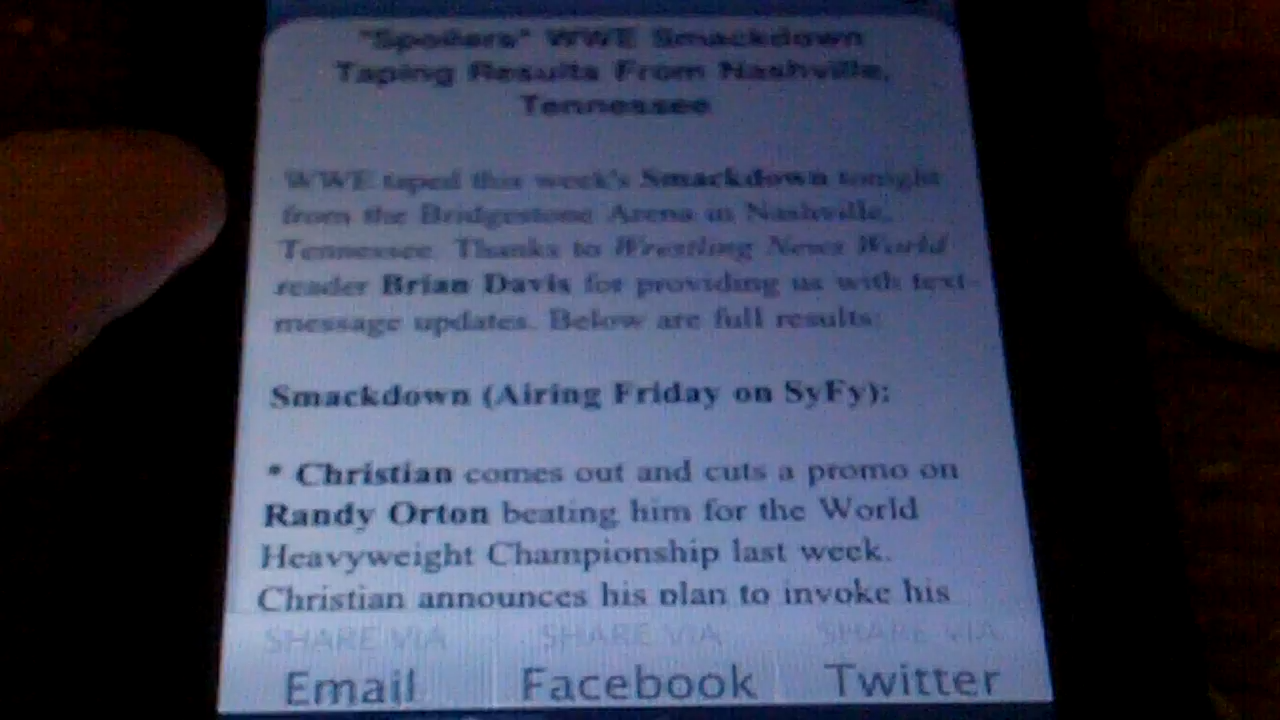 "Spoilers" WWE Smackdown
Taping Results From Nashville,
Tennessee
WWE taped this week's Smackdown tonight
from the Bridgestone Arena in Nashville,
Tennessee. Thanks to Wrestling News World
reader Brian Davis for providing us with text-
message updates. Below are full results:
Smackdown (Airing Friday on SyFy):
* Christian comes out and cuts a promo on
Randy Orton beating him for the World
Heavyweight Championship last week.
Christian announces his plan to invoke his
SHARE VIA SHARE VIA SHARE VIA
Email Facebook Twitter